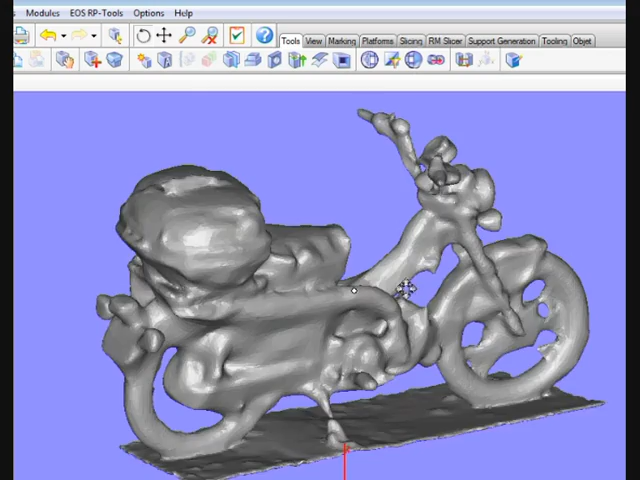 s Modules EOS RP-Tools Options Help
Tools View Marking Platforms Slicing RM Slicer Support Generation Tooling Objet